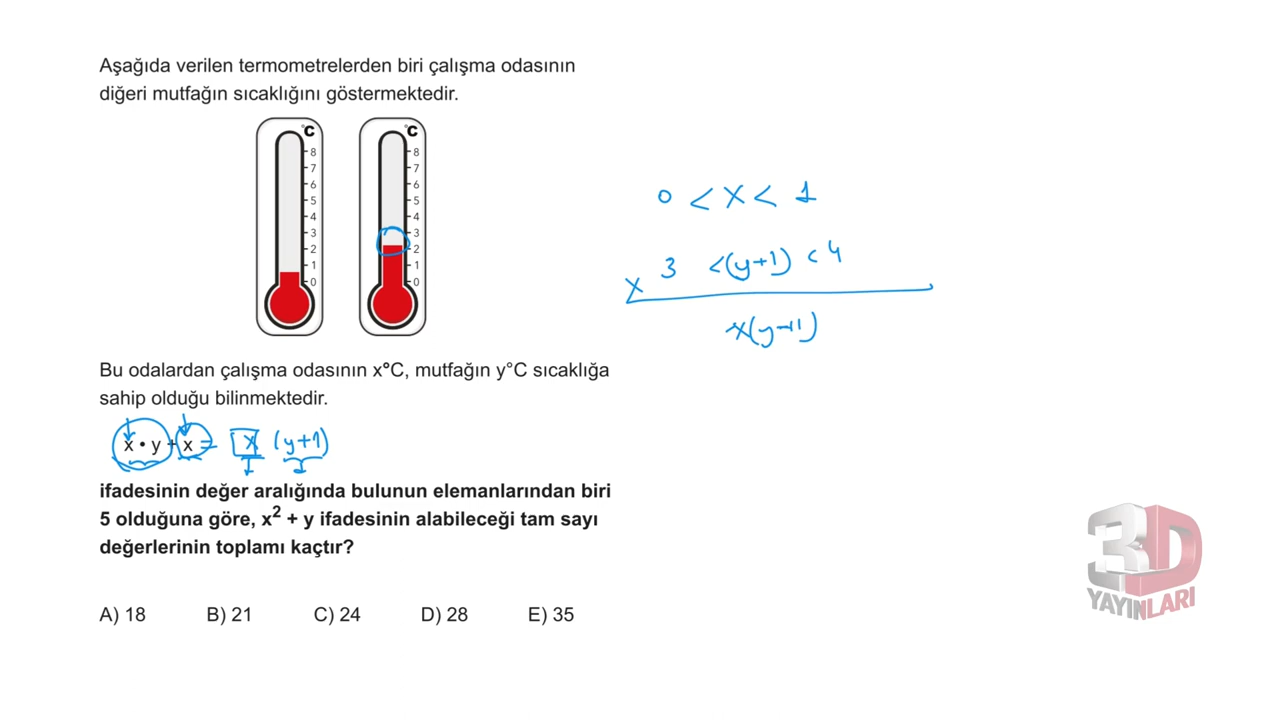 Aşağıda verilen termometrelerden biri çalışma odasının
diğeri mutfağın sıcaklığını göstermektedir.
°C
8
7
6
5
4
3
2
1
0
°C
8
7
6
5
4
3
2
1
0
0 < x < 1
3 < (y+1) < 4
x
x(y+1)
Bu odalardan çalışma odasının x°C, mutfağın y°C sıcaklığa
sahip olduğu bilinmektedir.
x • y + x = x (y+1)
ifadesinin değer aralığında bulunun elemanlarından biri
5 olduğuna göre, x² + y ifadesinin alabileceği tam sayı
değerlerinin toplamı kaçtır?
A) 18 B) 21 C) 24 D) 28 E) 35
3D
YAYINLARI